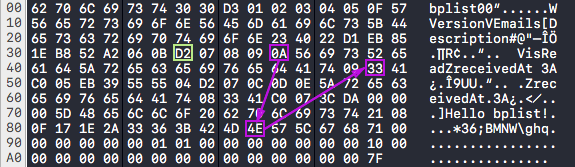 00 62 70 6C 69 73 74 30 30 D3 01 02 03 04 05 0F 57 bplist00”......W
10 65 72 73 69 6F 6E 56 45 6D 61 69 6C 73 5B 44 VersionVEmails[D
20 65 73 63 72 69 70 74 69 6F 6E 23 40 22 D1 EB 85 escription#@"—ÎÖ
30 1E B8 52 A2 06 0B D2 07 08 09 0A 56 69 73 52 65 .∏R¢..“.. VisRe
40 61 64 5A 72 65 63 65 69 76 65 64 41 74 09 33 41 adZreceivedAt 3A
50 C0 05 EB 39 55 55 04 D2 07 0C 0D 0E 5A 72 65 63 ¿.Î9UU.“...Zrec
60 65 69 76 65 64 41 74 08 33 41 C0 07 3C DA 00 00 eivedAt.3A¿.<⁄..
70 00 5D 48 65 6C 6C 6F 20 62 70 6C 69 73 74 21 08 .]Hello bplist!.
80 0F 17 1E 2A 33 36 3B 42 4D 4E 57 5C 67 68 71 00 ...*36;BMNW\ghq.
90 00 00 00 00 00 01 01 00 00 00 00 00 00 00 10 00 ................
A0 00 00 00 00 00 00 00 00 00 00 00 00 00 00 7F